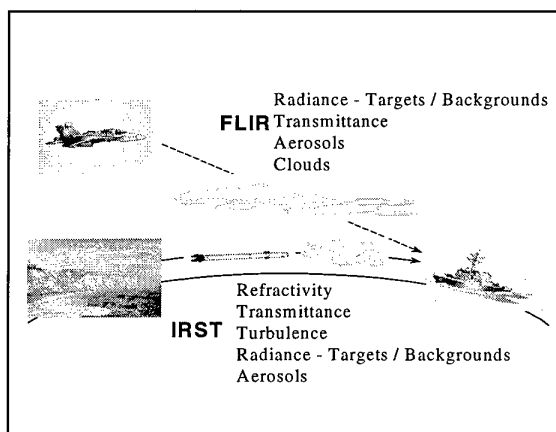 Radiance - Targets / Backgrounds
FLIR Transmittance
Aerosols
Clouds
Refractivity
Transmittance
IRST Turbulence
Radiance - Targets / Backgrounds
Aerosols